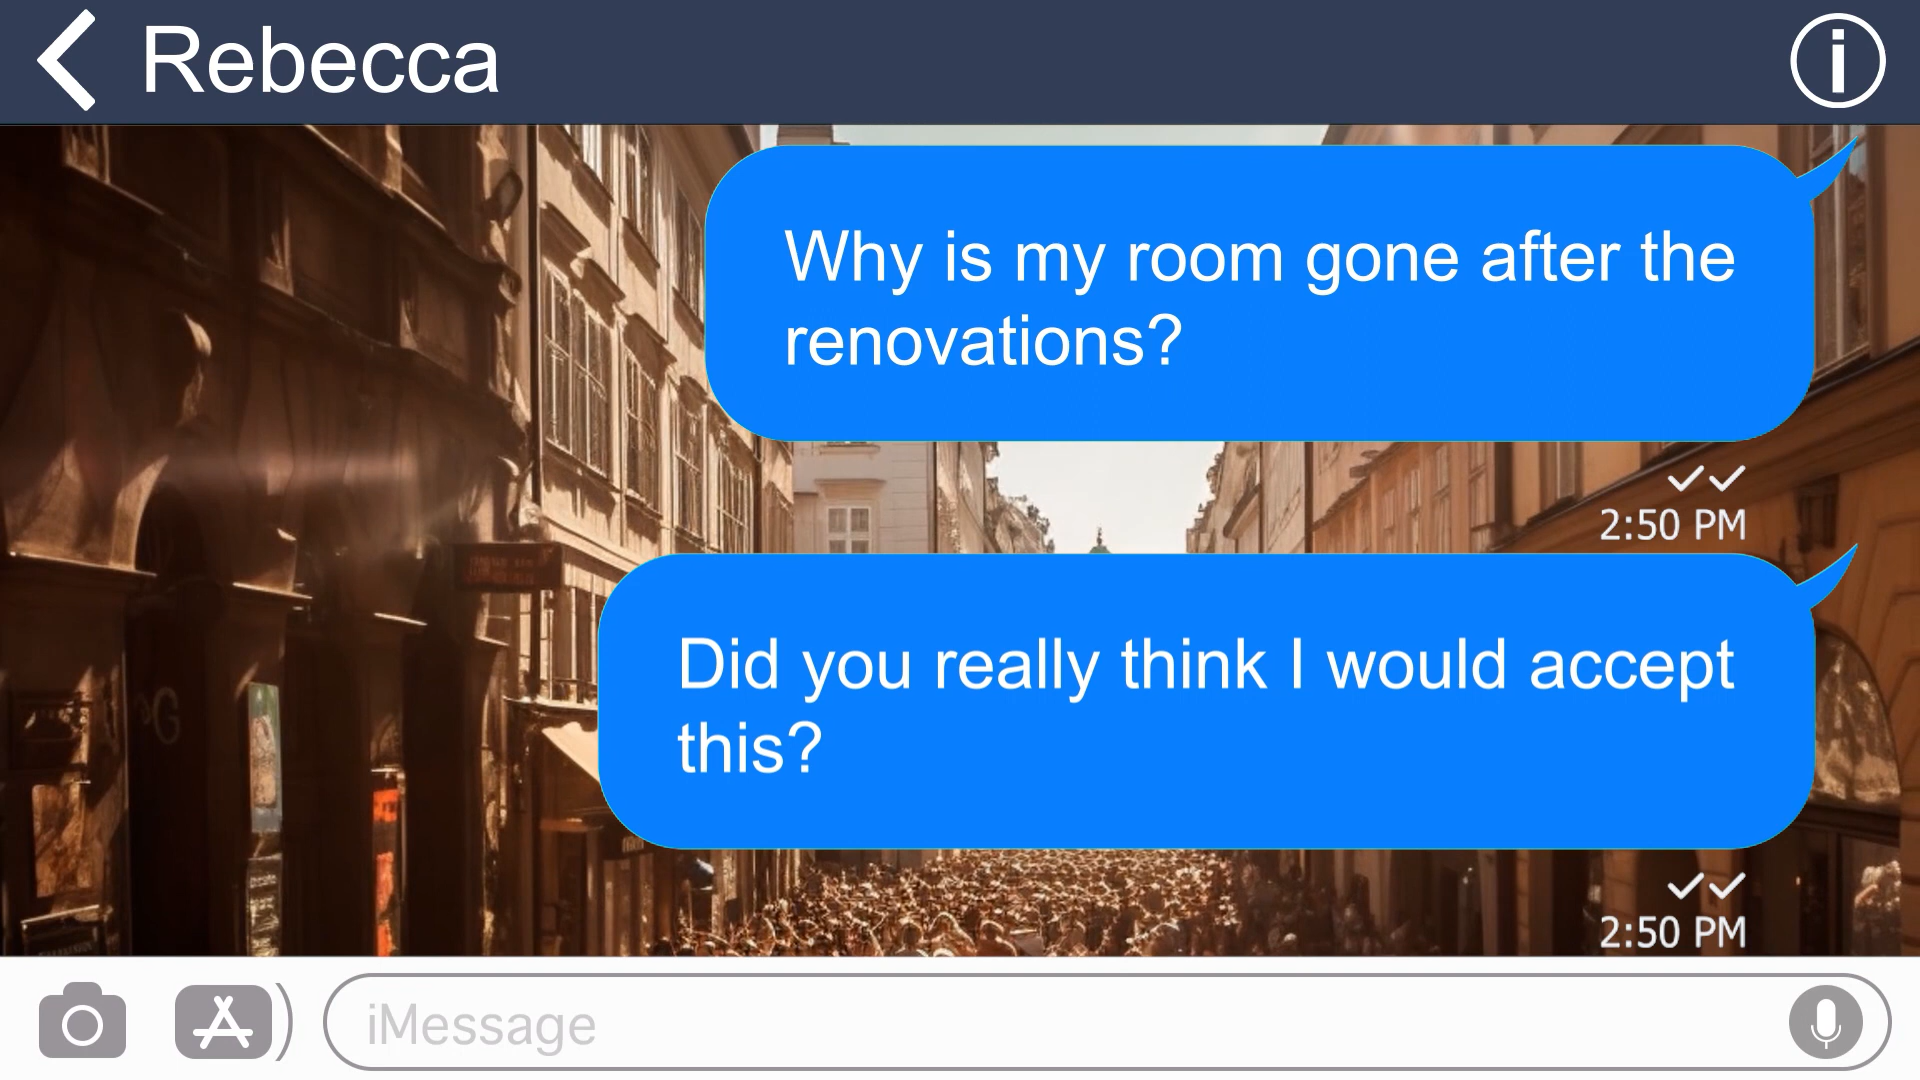 Rebecca
Why is my room gone after the
renovations?
2:50 PM
Did you really think I would accept
this?
2:50 PM
iMessage